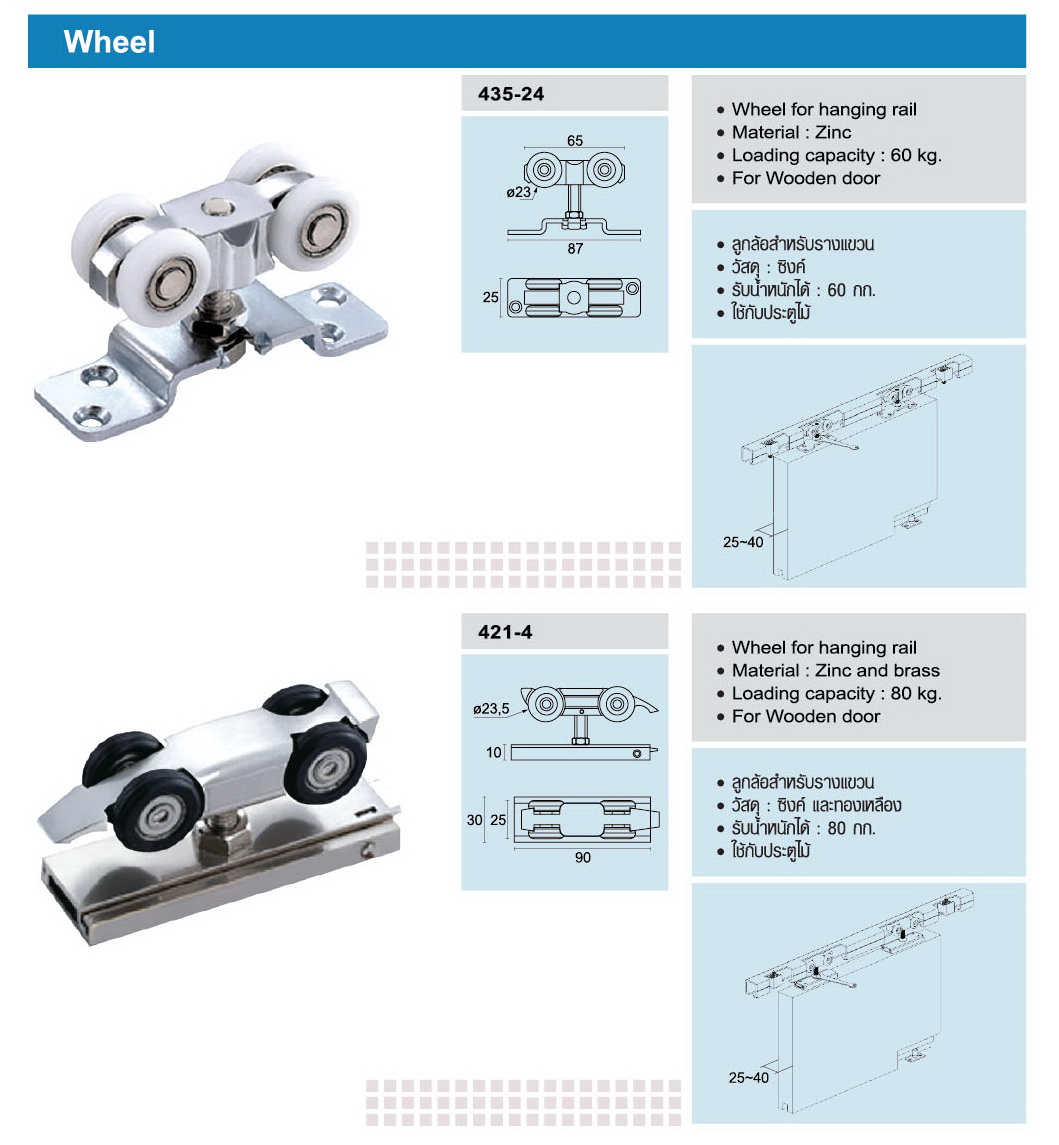 Wheel
435-24
65
ø23
87
25
• Wheel for hanging rail
• Material : Zinc
• Loading capacity : 60 kg.
• For Wooden door
• ลูกล้อสำหรับรางแขวน
• วัสดุ : ซิงค์
• รับน้ำหนักได้ : 60 กก.
• ใช้กับประตูไม้
25~40
421-4
ø23,5
10
30
25
90
• Wheel for hanging rail
• Material : Zinc and brass
• Loading capacity : 80 kg.
• For Wooden door
• ลูกล้อสำหรับรางแขวน
• วัสดุ : ซิงค์ และทองเหลือง
• รับน้ำหนักได้ : 80 กก.
• ใช้กับประตูไม้
25~40